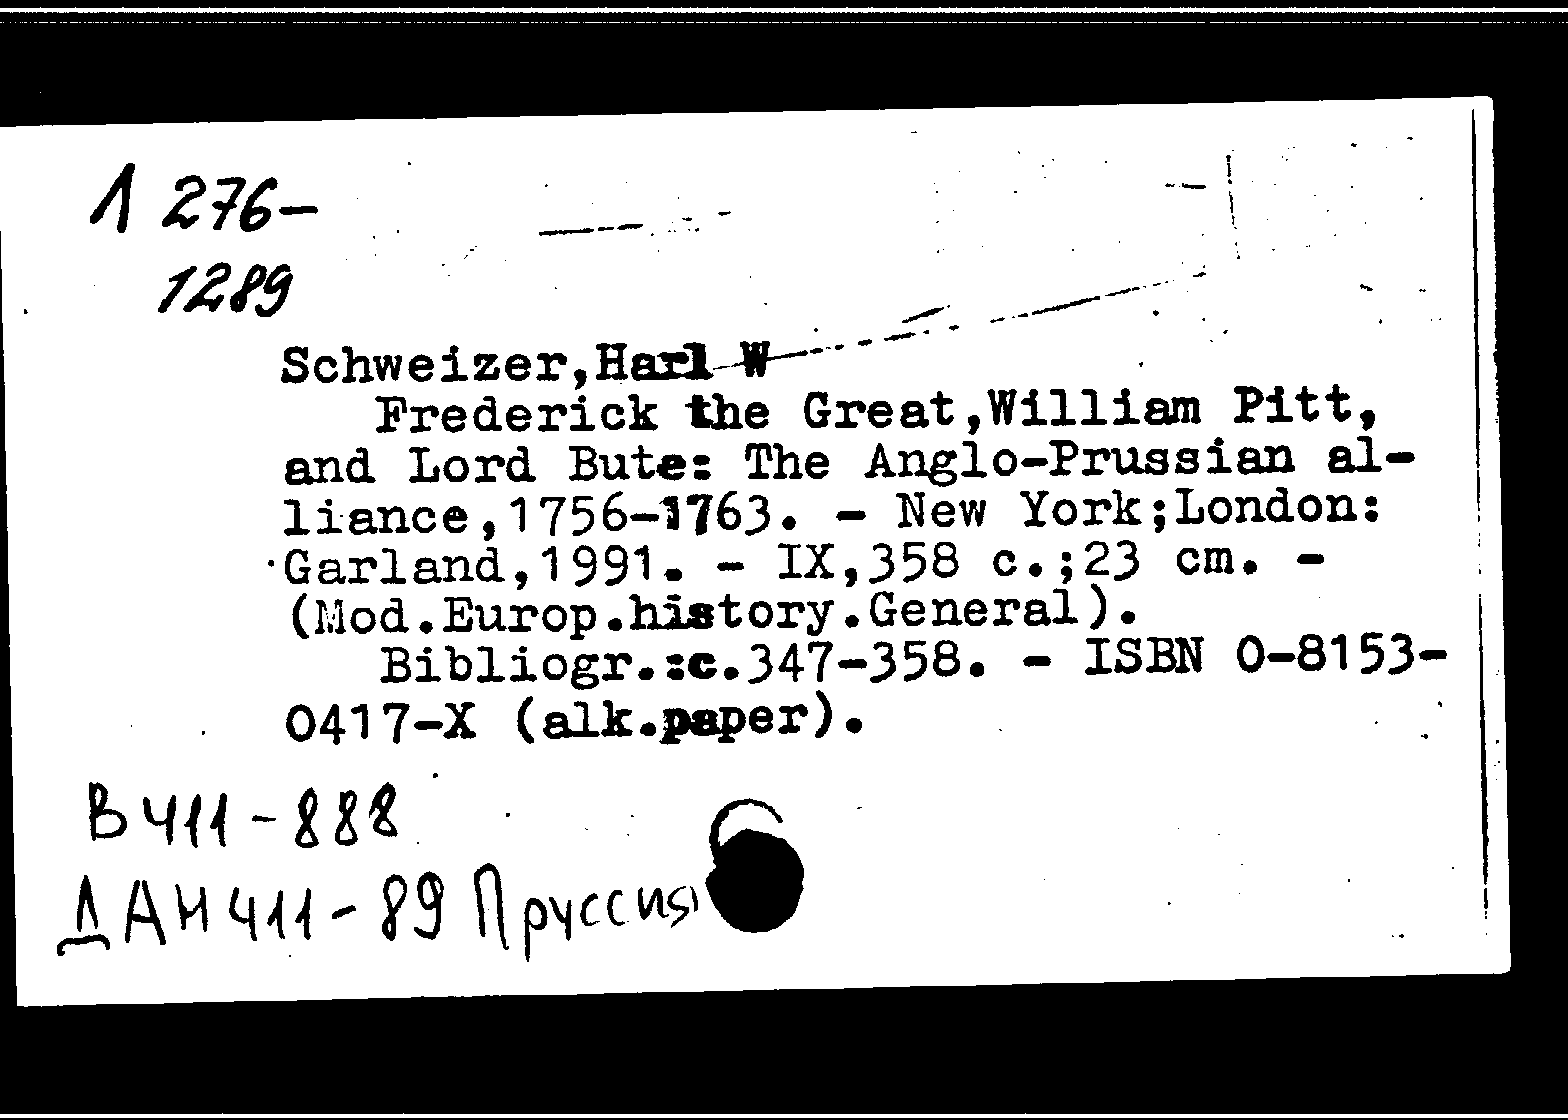 Л 276-
1289
Schweizer,Harl W
Frederick the Great,William Pitt,
and Lord Bute: The Anglo-Prussian al-
liance,1756-1763. - New York;London:
Garland,1991. - IX,358 c.;23 cm. -
(Mod.Europ.history.General).
Bibliogr.:c.347-358. - ISBN 0-8153-
0417-X (alk.paper).
В411-888
ДАН411-89 Пруссия